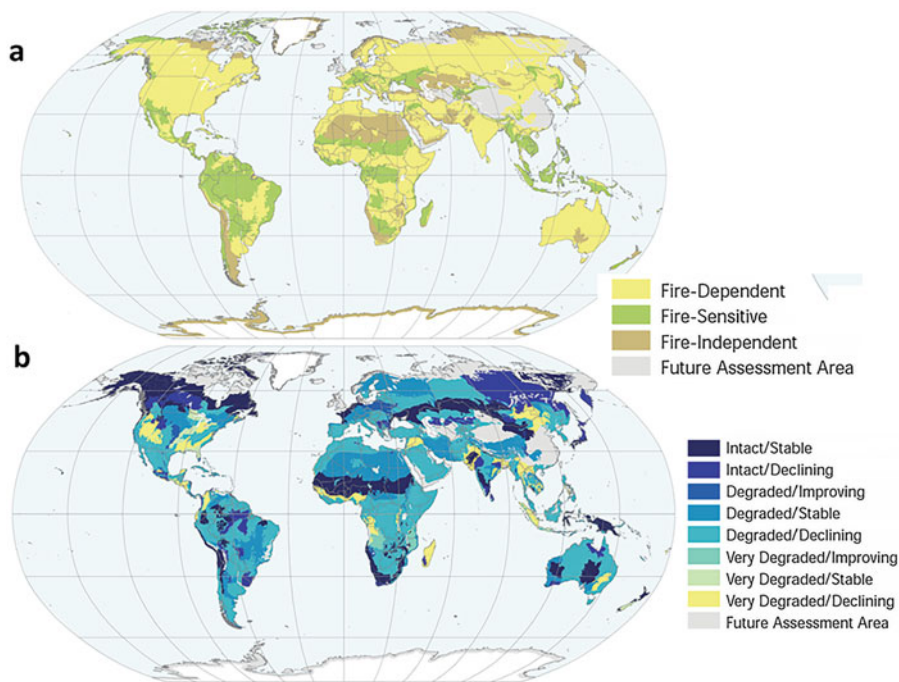 a
Fire-Dependent
Fire-Sensitive
Fire-Independent
Future Assessment Area
b
Intact/Stable
Intact/Declining
Degraded/Improving
Degraded/Stable
Degraded/Declining
Very Degraded/Improving
Very Degraded/Stable
Very Degraded/Declining
Future Assessment Area